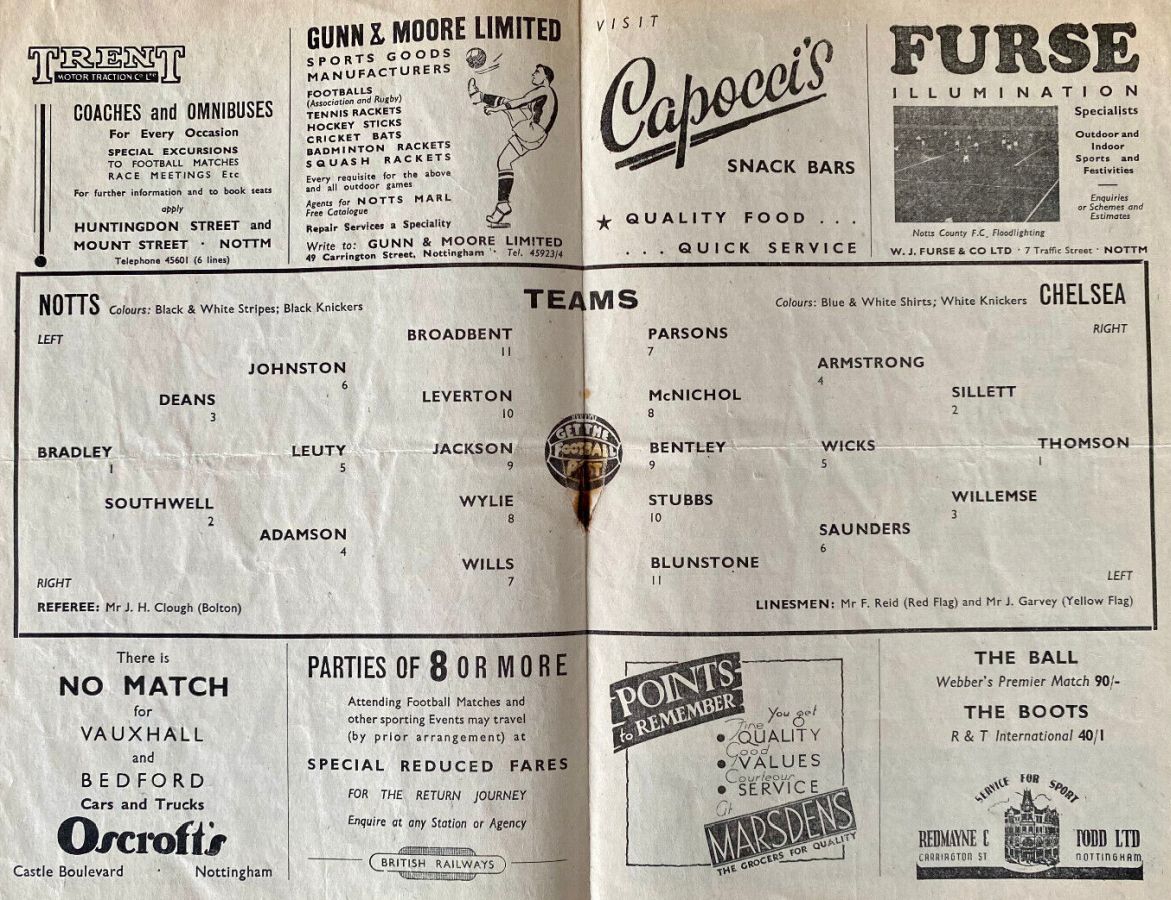 TRENT
MOTOR TRACTION Co LTD
COACHES and OMNIBUSES
For Every Occasion
SPECIAL EXCURSIONS
TO FOOTBALL MATCHES
RACE MEETINGS Etc
For further information and to book seats
apply
HUNTINGDON STREET and
MOUNT STREET · NOTTM
Telephone 45601 (6 lines)
GUNN & MOORE LIMITED
SPORTS GOODS
MANUFACTURERS
FOOTBALLS
(Association and Rugby)
TENNIS RACKETS
HOCKEY STICKS
CRICKET BATS
BADMINTON RACKETS
SQUASH RACKETS
Every requisite for the above
and all outdoor games
Agents for NOTTS MARL
Free Catalogue
Repair Services a Speciality
Write to: GUNN & MOORE LIMITED
49 Carrington Street, Nottingham · Tel. 45923/4
VISIT
Capocci's
SNACK BARS
★ QUALITY FOOD . . .
. . . . QUICK SERVICE
FURSE
ILLUMINATION
Specialists
Outdoor and
Indoor
Sports and
Festivities
Enquiries
or Schemes and
Estimates
Notts County F.C. Floodlighting
W. J. FURSE & CO LTD · 7 Traffic Street · NOTTM
TEAMS
NOTTS Colours: Black & White Stripes; Black Knickers
Colours: Blue & White Shirts; White Knickers CHELSEA
LEFT
BROADBENT
11
JOHNSTON
6
DEANS
3
LEVERTON
10
BRADLEY
1
LEUTY
5
JACKSON
9
SOUTHWELL
2
WYLIE
8
ADAMSON
4
WILLS
7
RIGHT
REFEREE: Mr J. H. Clough (Bolton)
GET THE
FOOTBALL
POST
RIGHT
PARSONS
7
ARMSTRONG
4
McNICHOL
8
SILLETT
2
BENTLEY
9
WICKS
5
THOMSON
1
STUBBS
10
WILLEMSE
3
SAUNDERS
6
BLUNSTONE
11
LEFT
LINESMEN: Mr F. Reid (Red Flag) and Mr J. Garvey (Yellow Flag)
There is
NO MATCH
for
VAUXHALL
and
BEDFORD
Cars and Trucks
Oscroft's
Castle Boulevard · Nottingham
PARTIES OF 8 OR MORE
Attending Football Matches and
other sporting Events may travel
(by prior arrangement) at
SPECIAL REDUCED FARES
FOR THE RETURN JOURNEY
Enquire at any Station or Agency
BRITISH RAILWAYS
POINTS
to REMEMBER
You get
Fine
• QUALITY
Good
• VALUES
Courteous
• SERVICE
At
MARSDENS
THE GROCERS FOR QUALITY
THE BALL
Webber's Premier Match 90/-
THE BOOTS
R & T International 40/1
SERVICE FOR SPORT
REDMAYNE & TODD LTD
CARRINGTON ST NOTTINGHAM